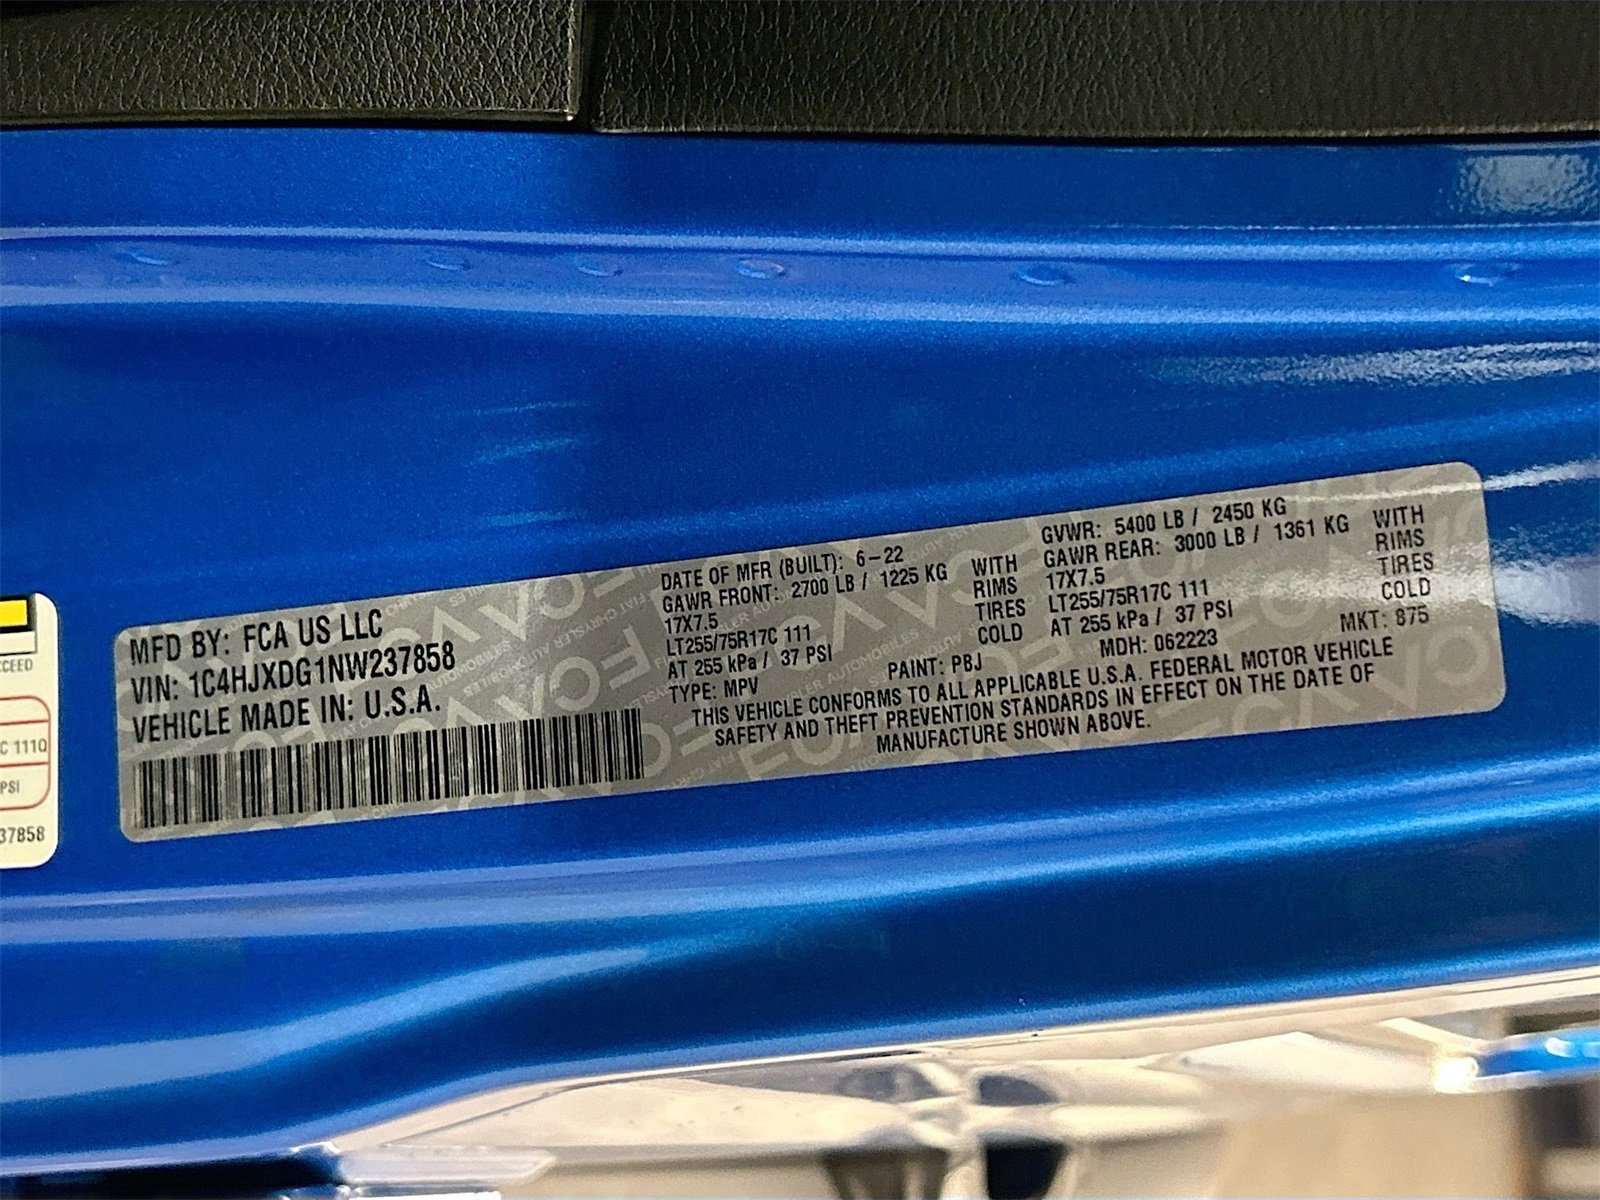 MFD BY: FCA US LLC
VIN: 1C4HJXDG1NW237858
VEHICLE MADE IN: U.S.A.
DATE OF MFR (BUILT): 6-22
GAWR FRONT: 2700 LB / 1225 KG WITH
17X7.5 RIMS
LT255/75R17C 111 TIRES
AT 255 kPa / 37 PSI COLD
TYPE: MPV
PAINT: PBJ
GVWR: 5400 LB / 2450 KG
GAWR REAR: 3000 LB / 1361 KG WITH
17X7.5 RIMS
LT255/75R17C 111 TIRES
AT 255 kPa / 37 PSI COLD
MDH: 062223
MKT: 875
THIS VEHICLE CONFORMS TO ALL APPLICABLE U.S.A. FEDERAL MOTOR VEHICLE
SAFETY AND THEFT PREVENTION STANDARDS IN EFFECT ON THE DATE OF
MANUFACTURE SHOWN ABOVE.
PSI
37858